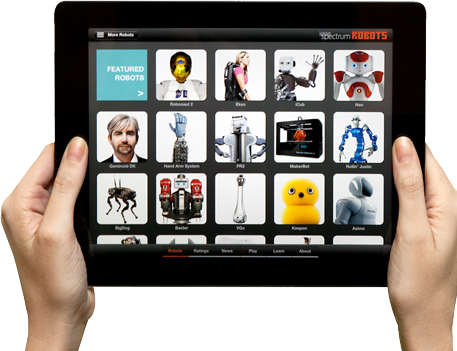 More Robots
spectrum ROBOTS
FEATURED
ROBOTS
>
Robonaut 2
Ekso
iCub
Nao
Geminoid DK
Hand Arm System
PR2
MakerBot
Rollin' Justin
BigDog
Baxter
VGo
Keepon
Asimo
Robots
Ratings
News
Play
Learn
About